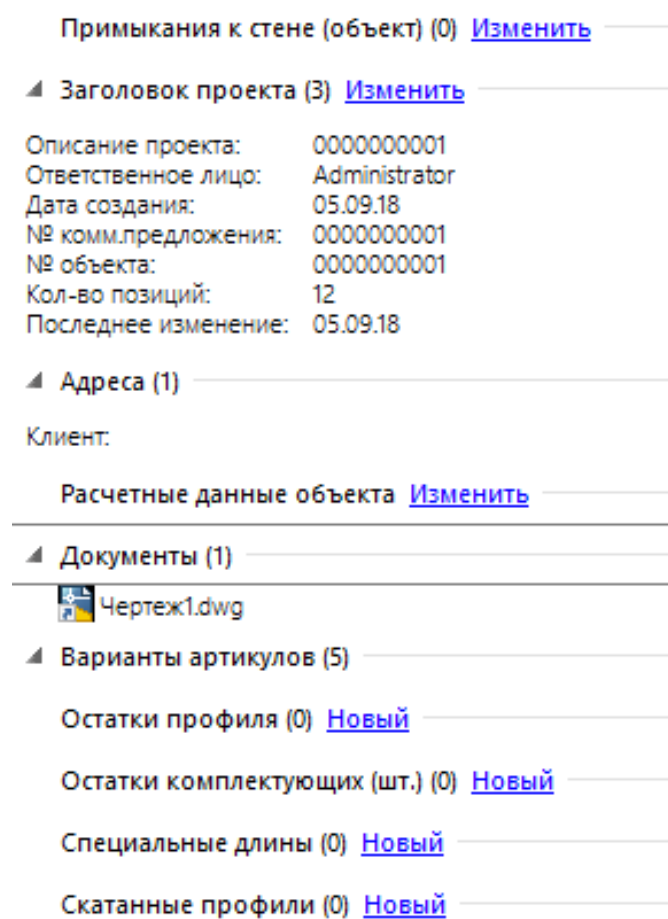 Примыкания к стене (объект) (0) Изменить
Заголовок проекта (3) Изменить
Описание проекта: 0000000001
Ответственное лицо: Administrator
Дата создания: 05.09.18
№ комм.предложения: 0000000001
№ объекта: 0000000001
Кол-во позиций: 12
Последнее изменение: 05.09.18
Адреса (1)
Клиент:
Расчетные данные объекта Изменить
Документы (1)
Чертеж1.dwg
Варианты артикулов (5)
Остатки профиля (0) Новый
Остатки комплектующих (шт.) (0) Новый
Специальные длины (0) Новый
Скатанные профили (0) Новый